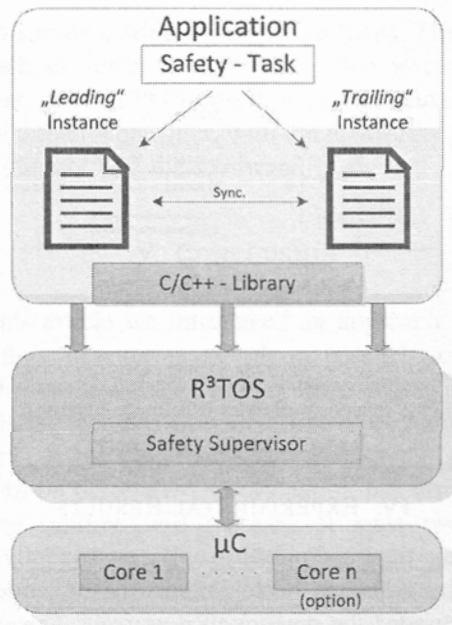 Application
Safety - Task
„Leading“ „Trailing“
Instance Instance
Sync.
C/C++ - Library
R³TOS
Safety Supervisor
µC
Core 1 ...... Core n
(option)